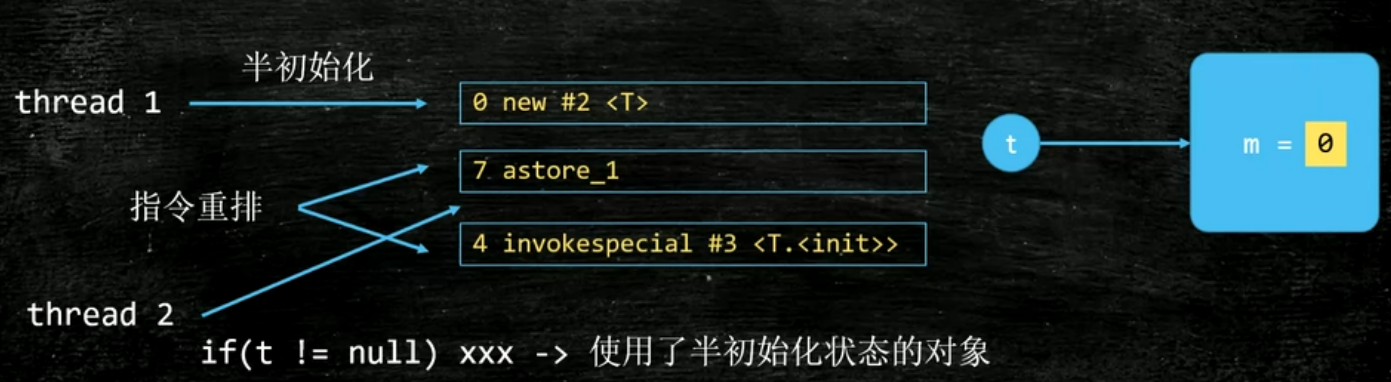 半初始化
thread 1
0 new #2 <T>
7 astore_1
指令重排
4 invokespecial #3 <T.<init>>
thread 2
if(t != null) xxx -> 使用了半初始化状态的对象
t
m = 0